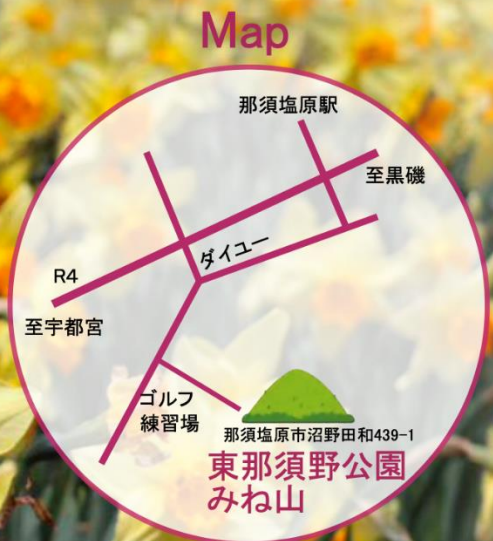 Map
那須塩原駅
至黒磯
ダイユー
R4
至宇都宮
ゴルフ
練習場
那須塩原市沼野田和439-1
東那須野公園
みね山